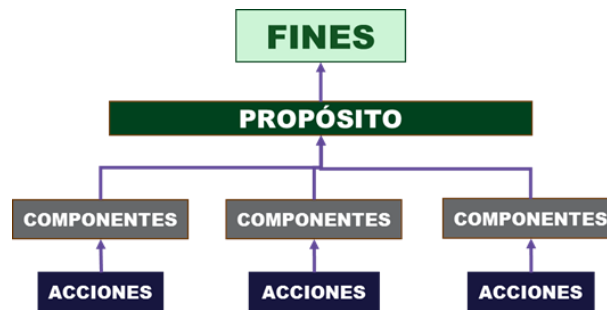 FINES
PROPÓSITO
COMPONENTES
COMPONENTES
COMPONENTES
ACCIONES
ACCIONES
ACCIONES